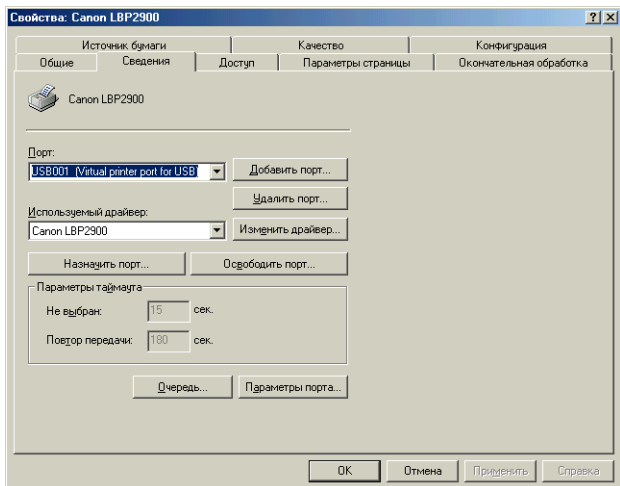 Свойства: Canon LBP2900
Источник бумаги Качество Конфигурация
Общие Сведения Доступ Параметры страницы Окончательная обработка
Canon LBP2900
Порт:
USB001 (Virtual printer port for USB) Добавить порт...
Удалить порт...
Используемый драйвер:
Canon LBP2900 Изменить драйвер...
Назначить порт... Освободить порт...
Параметры таймаута
Не выбран: 15 сек.
Повтор передачи: 180 сек.
Очередь... Параметры порта...
OK Отмена Применить Справка